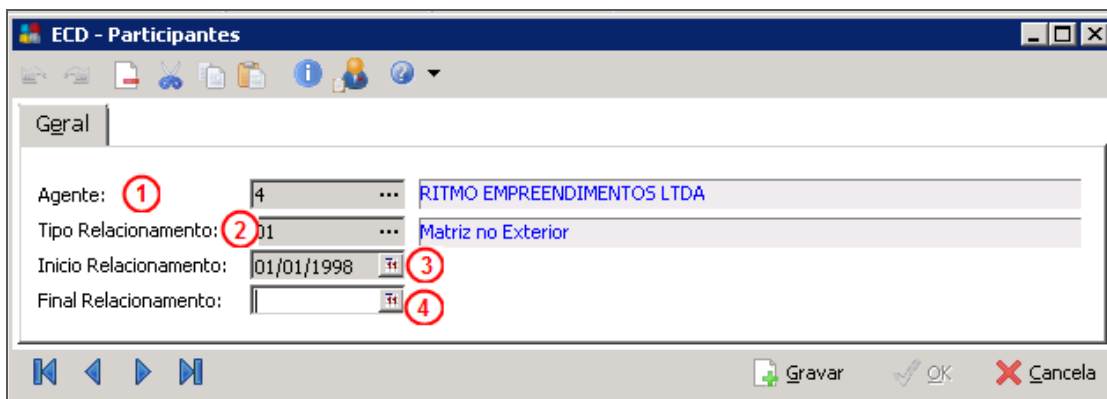 ECD - Participantes
Geral
Agente: 1 4 ... RITMO EMPREENDIMENTOS LTDA
Tipo Relacionamento: 2 01 ... Matriz no Exterior
Inicio Relacionamento: 01/01/1998 3
Final Relacionamento: 4
Gravar OK Cancela